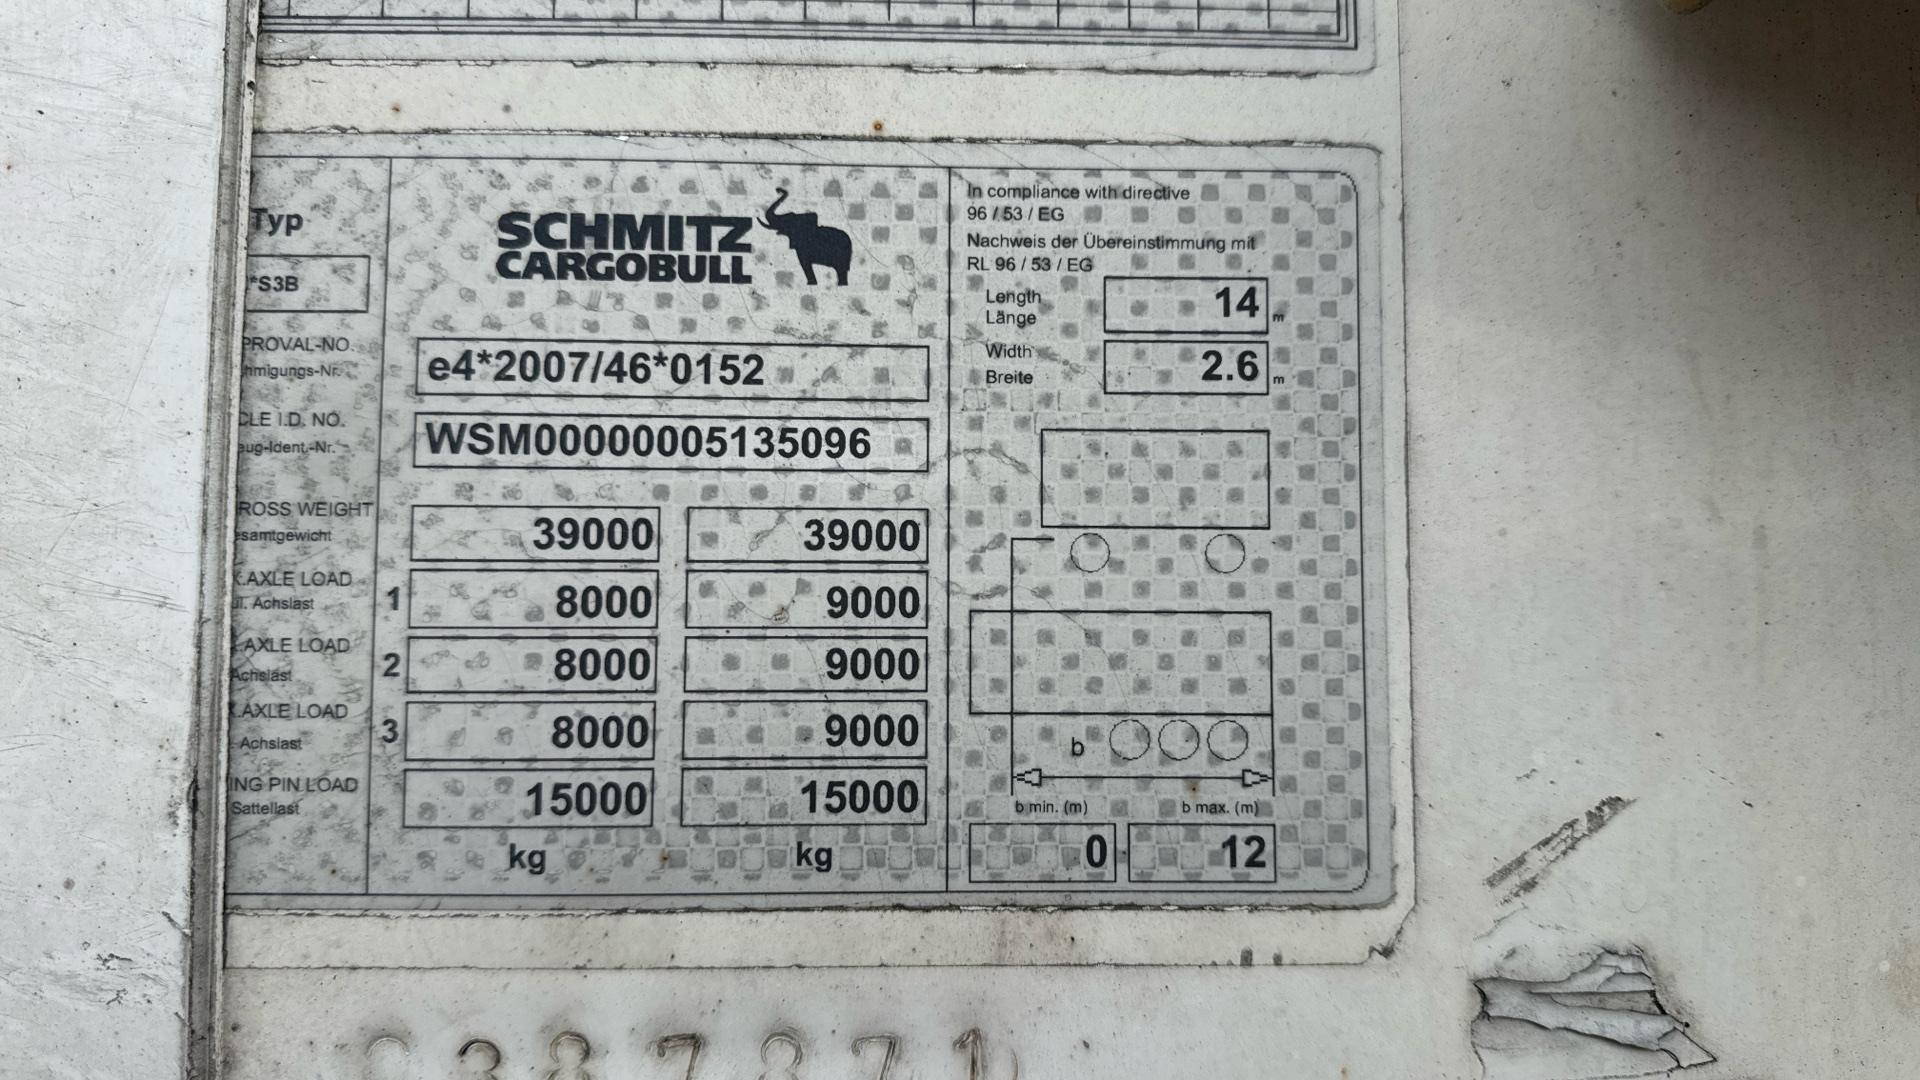 Typ
*S3B
PROVAL-NO.
hmigungs-Nr.
CLE I.D. NO.
eug-Ident.-Nr.
ROSS WEIGHT
esamtgewicht
.AXLE LOAD
l. Achslast
1
.AXLE LOAD
Achslast
2
.AXLE LOAD
Achslast
3
ING PIN LOAD
Sattellast
SCHMITZ
CARGOBULL
e4*2007/46*0152
WSM00000005135096
39000 39000
8000 9000
8000 9000
8000 9000
15000 15000
kg kg
In compliance with directive
96 / 53 / EG
Nachweis der Übereinstimmung mit
RL 96 / 53 / EG
Length
Länge
14 m
Width
Breite
2.6 m
b
b min. (m) b max. (m)
0 12